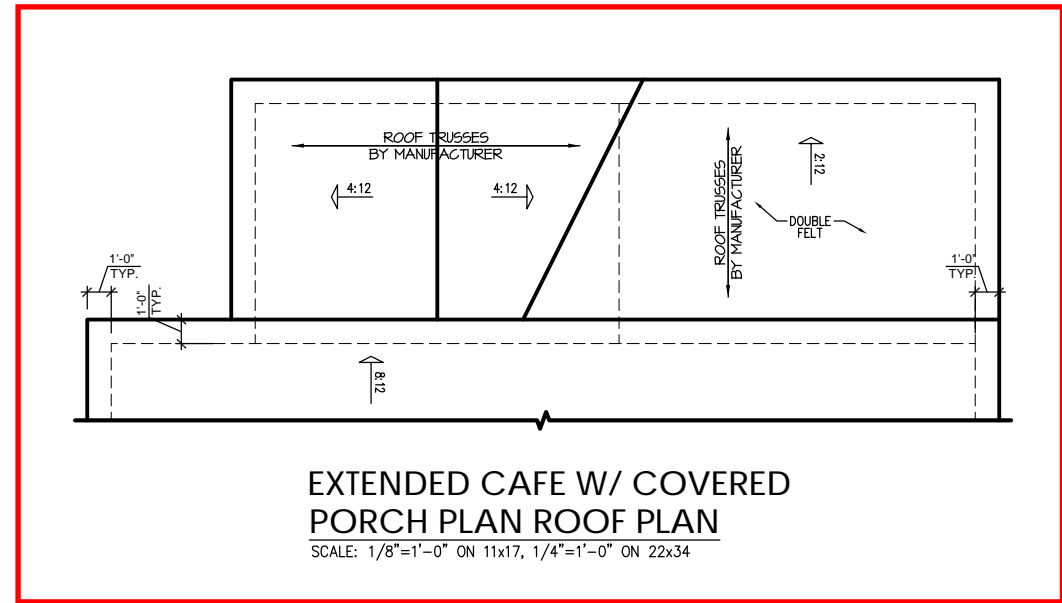 ROOF TRUSSES
BY MANUFACTURER
4:12
4:12
ROOF TRUSSES
BY MANUFACTURER
2:12
DOUBLE
FELT
1'-0"
TYP.
1'-0"
TYP.
1'-0"
TYP.
8:12
EXTENDED CAFE W/ COVERED
PORCH PLAN ROOF PLAN
SCALE: 1/8"=1'-0" ON 11x17, 1/4"=1'-0" ON 22x34